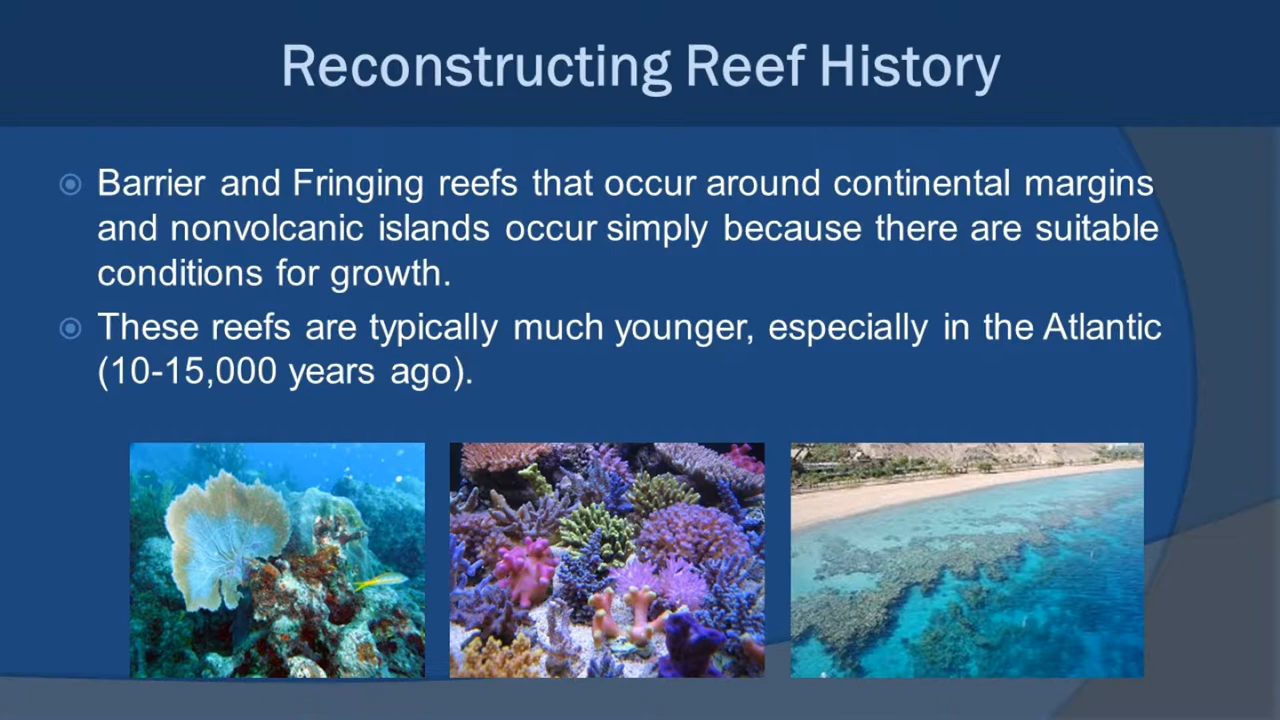 Reconstructing Reef History
Barrier and Fringing reefs that occur around continental margins
and nonvolcanic islands occur simply because there are suitable
conditions for growth.
These reefs are typically much younger, especially in the Atlantic
(10-15,000 years ago).